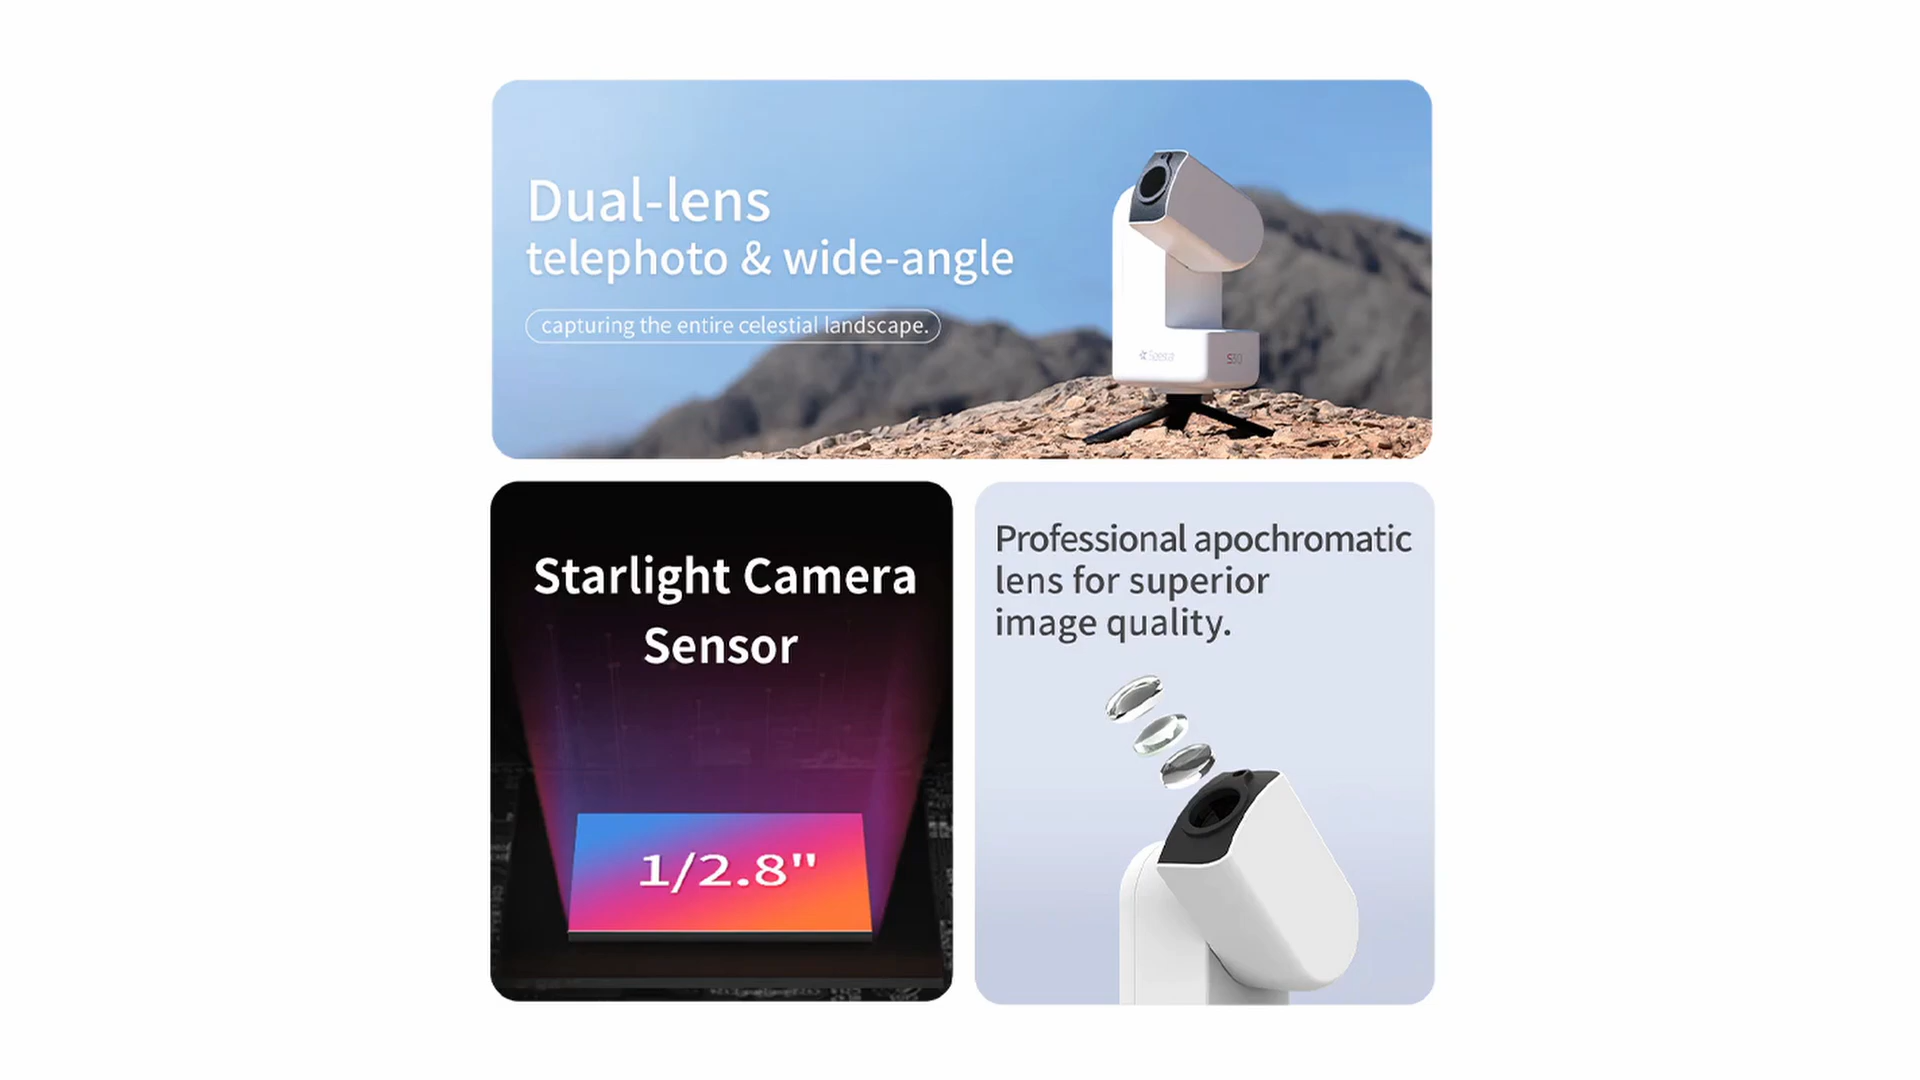 Dual-lens
telephoto & wide-angle
capturing the entire celestial landscape.
Starlight Camera
Sensor
1/2.8"
Professional apochromatic
lens for superior
image quality.